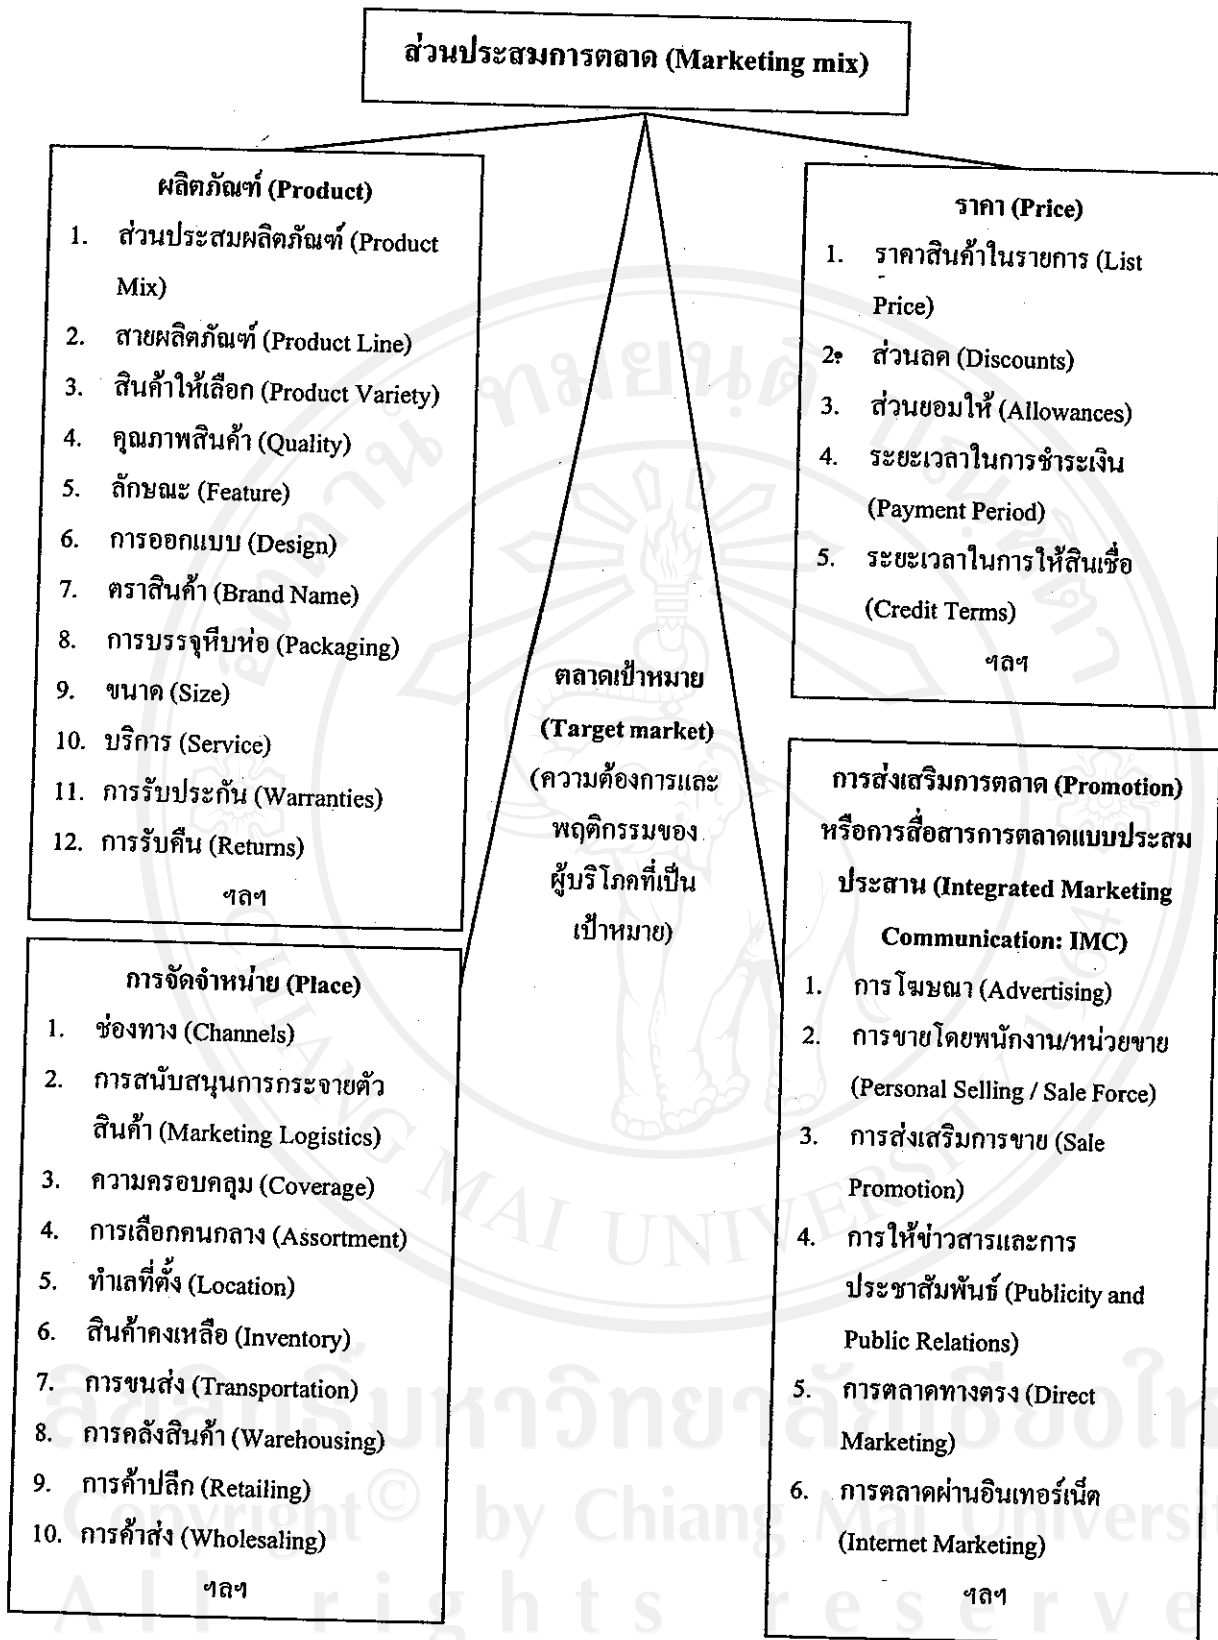 ส่วนประสมการตลาด (Marketing mix)
ผลิตภัณฑ์ (Product)
1. ส่วนประสมผลิตภัณฑ์ (Product
Mix)
2. สายผลิตภัณฑ์ (Product Line)
3. สินค้าให้เลือก (Product Variety)
4. คุณภาพสินค้า (Quality)
5. ลักษณะ (Feature)
6. การออกแบบ (Design)
7. ตราสินค้า (Brand Name)
8. การบรรจุหีบห่อ (Packaging)
9. ขนาด (Size)
10. บริการ (Service)
11. การรับประกัน (Warranties)
12. การรับคืน (Returns)
ฯลฯ
ราคา (Price)
1. ราคาสินค้าในรายการ (List
Price)
2. ส่วนลด (Discounts)
3. ส่วนยอมให้ (Allowances)
4. ระยะเวลาในการชำระเงิน
(Payment Period)
5. ระยะเวลาในการให้สินเชื่อ
(Credit Terms)
ฯลฯ
ตลาดเป้าหมาย
(Target market)
(ความต้องการและ
พฤติกรรมของ
ผู้บริโภคที่เป็น
เป้าหมาย)
การจัดจำหน่าย (Place)
1. ช่องทาง (Channels)
2. การสนับสนุนการกระจายตัว
สินค้า (Marketing Logistics)
3. ความครอบคลุม (Coverage)
4. การเลือกคนกลาง (Assortment)
5. ทำเลที่ตั้ง (Location)
6. สินค้าคงเหลือ (Inventory)
7. การขนส่ง (Transportation)
8. การคลังสินค้า (Warehousing)
9. การค้าปลีก (Retailing)
10. การค้าส่ง (Wholesaling)
ฯลฯ
การส่งเสริมการตลาด (Promotion)
หรือการสื่อสารการตลาดแบบประสม
ประสาน (Integrated Marketing
Communication: IMC)
1. การโฆษณา (Advertising)
2. การขายโดยพนักงาน/หน่วยขาย
(Personal Selling / Sale Force)
3. การส่งเสริมการขาย (Sale
Promotion)
4. การให้ข่าวสารและการ
ประชาสัมพันธ์ (Publicity and
Public Relations)
5. การตลาดทางตรง (Direct
Marketing)
6. การตลาดผ่านอินเทอร์เน็ต
(Internet Marketing)
ฯลฯ
CHIANG MAI UNIVERSITY 1964
ลิขสิทธิ์มหาวิทยาลัยเชียงให
Copyright© by Chiang Mai Universi
All rights reserve